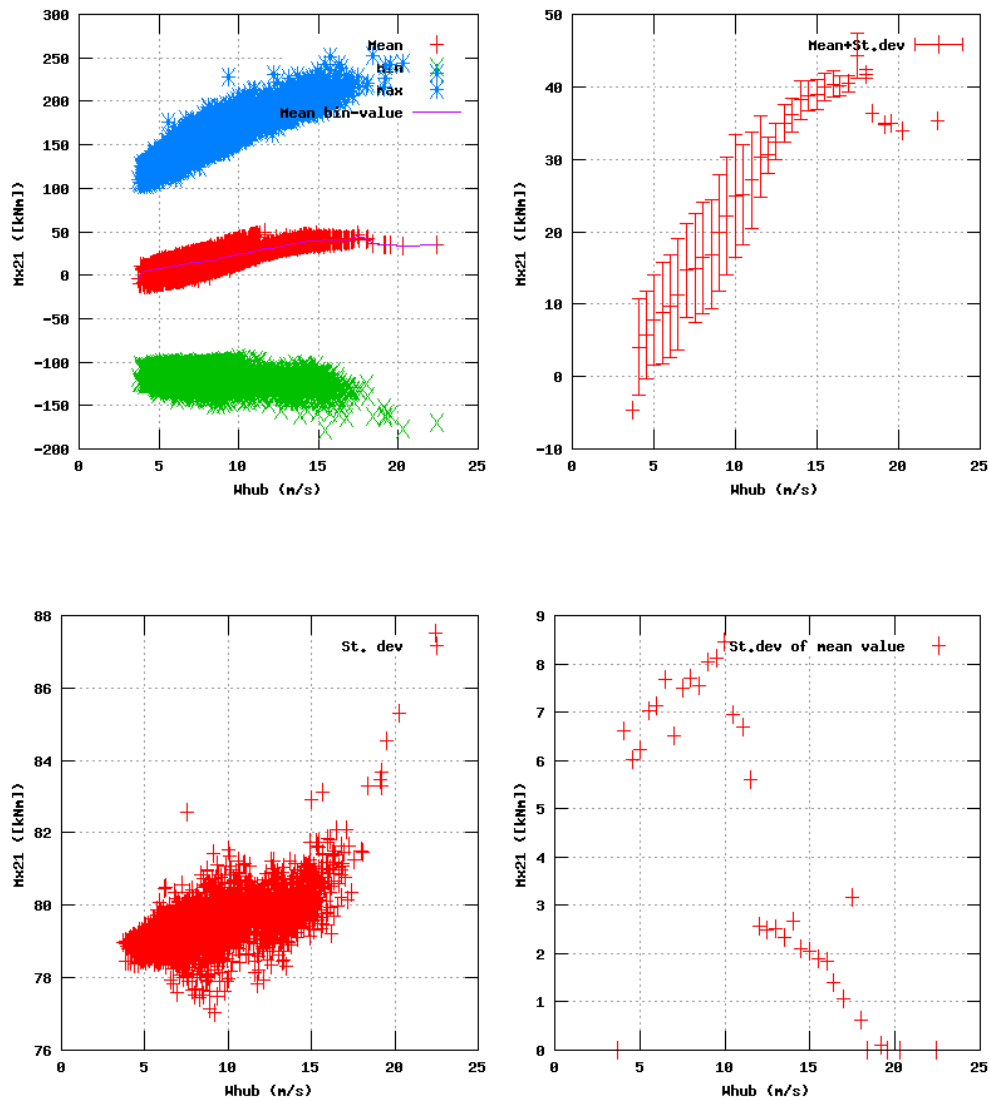 300
250
200
150
100
50
0
-50
-100
-150
-200
Mx21 ([kNm])
Mean
Min
Max
Mean bin-value
0 5 10 15 20 25
Whub (m/s)
50
40
30
20
10
0
-10
Mx21 ([kNm])
Mean+St.dev
0 5 10 15 20 25
Whub (m/s)
88
86
84
82
80
78
76
Mx21 ([kNm])
St. dev
0 5 10 15 20 25
Whub (m/s)
9
8
7
6
5
4
3
2
1
0
Mx21 ([kNm])
St.dev of mean value
0 5 10 15 20 25
Whub (m/s)